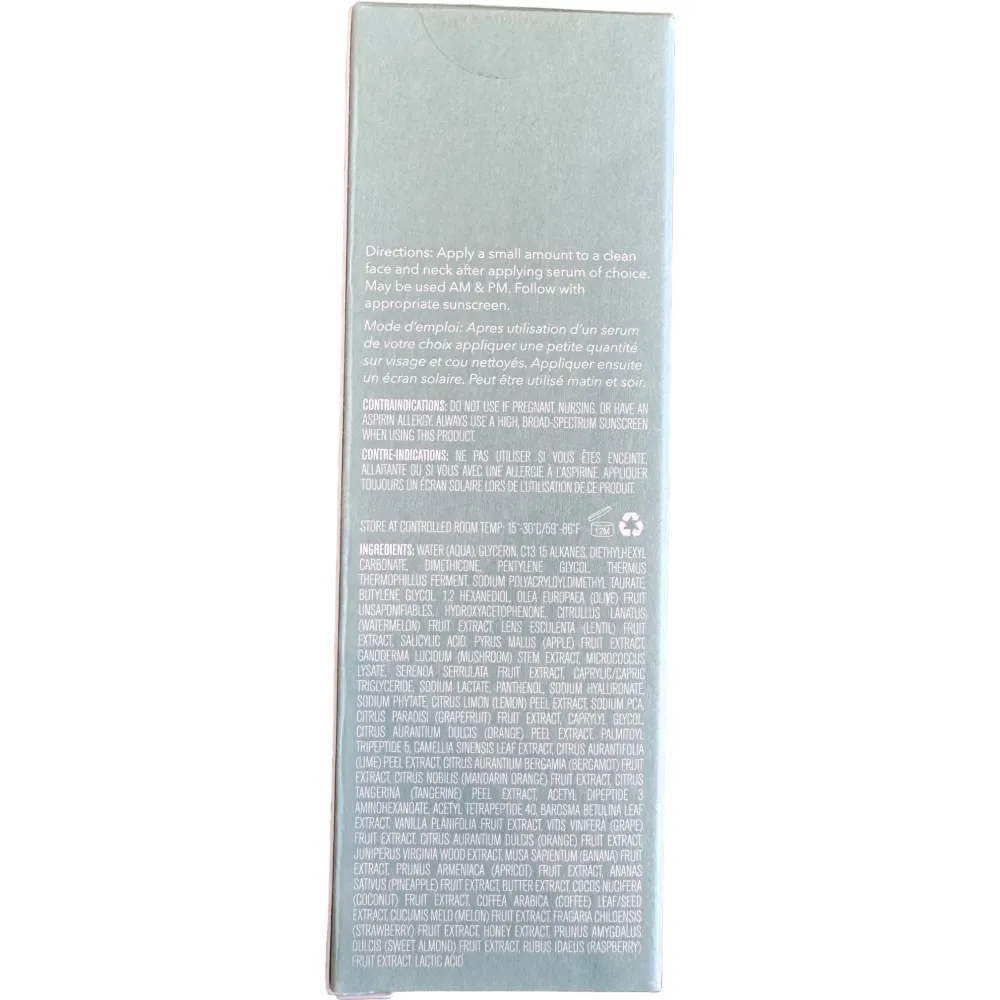 Directions: Apply a small amount to a clean
face and neck after applying serum of choice.
May be used AM & PM. Follow with
appropriate sunscreen.
Mode d'emploi: Apres utilisation d'un serum
de votre choix appliquer une petite quantité
sur visage et cou nettoyés. Appliquer ensuite
un écran solaire. Peut être utilisé matin et soir.
CONTRAINDICATIONS: DO NOT USE IF PREGNANT, NURSING, OR HAVE AN
ASPIRIN ALLERGY. ALWAYS USE A HIGH, BROAD-SPECTRUM SUNSCREEN
WHEN USING THIS PRODUCT.
CONTRE-INDICATIONS: NE PAS UTILISER SI VOUS ÊTES ENCEINTE,
ALLAITANTE OU SI VOUS AVEC UNE ALLERGIE À L'ASPIRINE. APPLIQUER
TOUJOURS UN ÉCRAN SOLAIRE LORS DE L'UTILISATION DE CE PRODUIT.
STORE AT CONTROLLED ROOM TEMP: 15°-30°C/59°-86°F
12M
INGREDIENTS: WATER (AQUA), GLYCERIN, C13 15 ALKANES, DIETHYLHEXYL
CARBONATE, DIMETHICONE, PENTYLENE GLYCOL, THERMUS
THERMOPHILLUS FERMENT, SODIUM POLYACRYLOYLDIMETHYL TAURATE,
BUTYLENE GLYCOL, 1,2 HEXANEDIOL, OLEA EUROPAEA (OLIVE) FRUIT
UNSAPONIFIABLES, HYDROXYACETOPHENONE, CITRULLUS LANATUS
(WATERMELON) FRUIT EXTRACT, LENS ESCULENTA (LENTIL) FRUIT
EXTRACT, SALICYLIC ACID, PYRUS MALUS (APPLE) FRUIT EXTRACT,
GANODERMA LUCIDUM (MUSHROOM) STEM EXTRACT, MICROCOCCUS
LYSATE, SERENOA SERRULATA FRUIT EXTRACT, CAPRYLIC/CAPRIC
TRIGLYCERIDE, SODIUM LACTATE, PANTHENOL, SODIUM HYALURONATE,
SODIUM PHYTATE, CITRUS LIMON (LEMON) PEEL EXTRACT, SODIUM PCA,
CITRUS PARADISI (GRAPEFRUIT) FRUIT EXTRACT, CAPRYLYL GLYCOL,
CITRUS AURANTIUM DULCIS (ORANGE) PEEL EXTRACT, PALMITOYL
TRIPEPTIDE 5, CAMELLIA SINENSIS LEAF EXTRACT, CITRUS AURANTIFOLIA
(LIME) PEEL EXTRACT, CITRUS AURANTIUM BERGAMIA (BERGAMOT) FRUIT
EXTRACT, CITRUS NOBILIS (MANDARIN ORANGE) FRUIT EXTRACT, CITRUS
TANGERINA (TANGERINE) PEEL EXTRACT, ACETYL DIPEPTIDE 3
AMINOHEXANOATE, ACETYL TETRAPEPTIDE 40, BAROSMA BETULINA LEAF
EXTRACT, VANILLA PLANIFOLIA FRUIT EXTRACT, VITIS VINIFERA (GRAPE)
FRUIT EXTRACT, CITRUS AURANTIUM DULCIS (ORANGE) FRUIT EXTRACT,
JUNIPERUS VIRGINIA WOOD EXTRACT, MUSA SAPIENTUM (BANANA) FRUIT
EXTRACT, PRUNUS ARMENIACA (APRICOT) FRUIT EXTRACT, ANANAS
SATIVUS (PINEAPPLE) FRUIT EXTRACT, BUTTER EXTRACT, COCOS NUCIFERA
(COCONUT) FRUIT EXTRACT, COFFEA ARABICA (COFFEE) LEAF/SEED
EXTRACT, CUCUMIS MELO (MELON) FRUIT EXTRACT, FRAGARIA CHILOENSIS
(STRAWBERRY) FRUIT EXTRACT, HONEY EXTRACT, PRUNUS AMYGDALUS
DULCIS (SWEET ALMOND) FRUIT EXTRACT, RUBUS IDAEUS (RASPBERRY)
FRUIT EXTRACT, LACTIC ACID